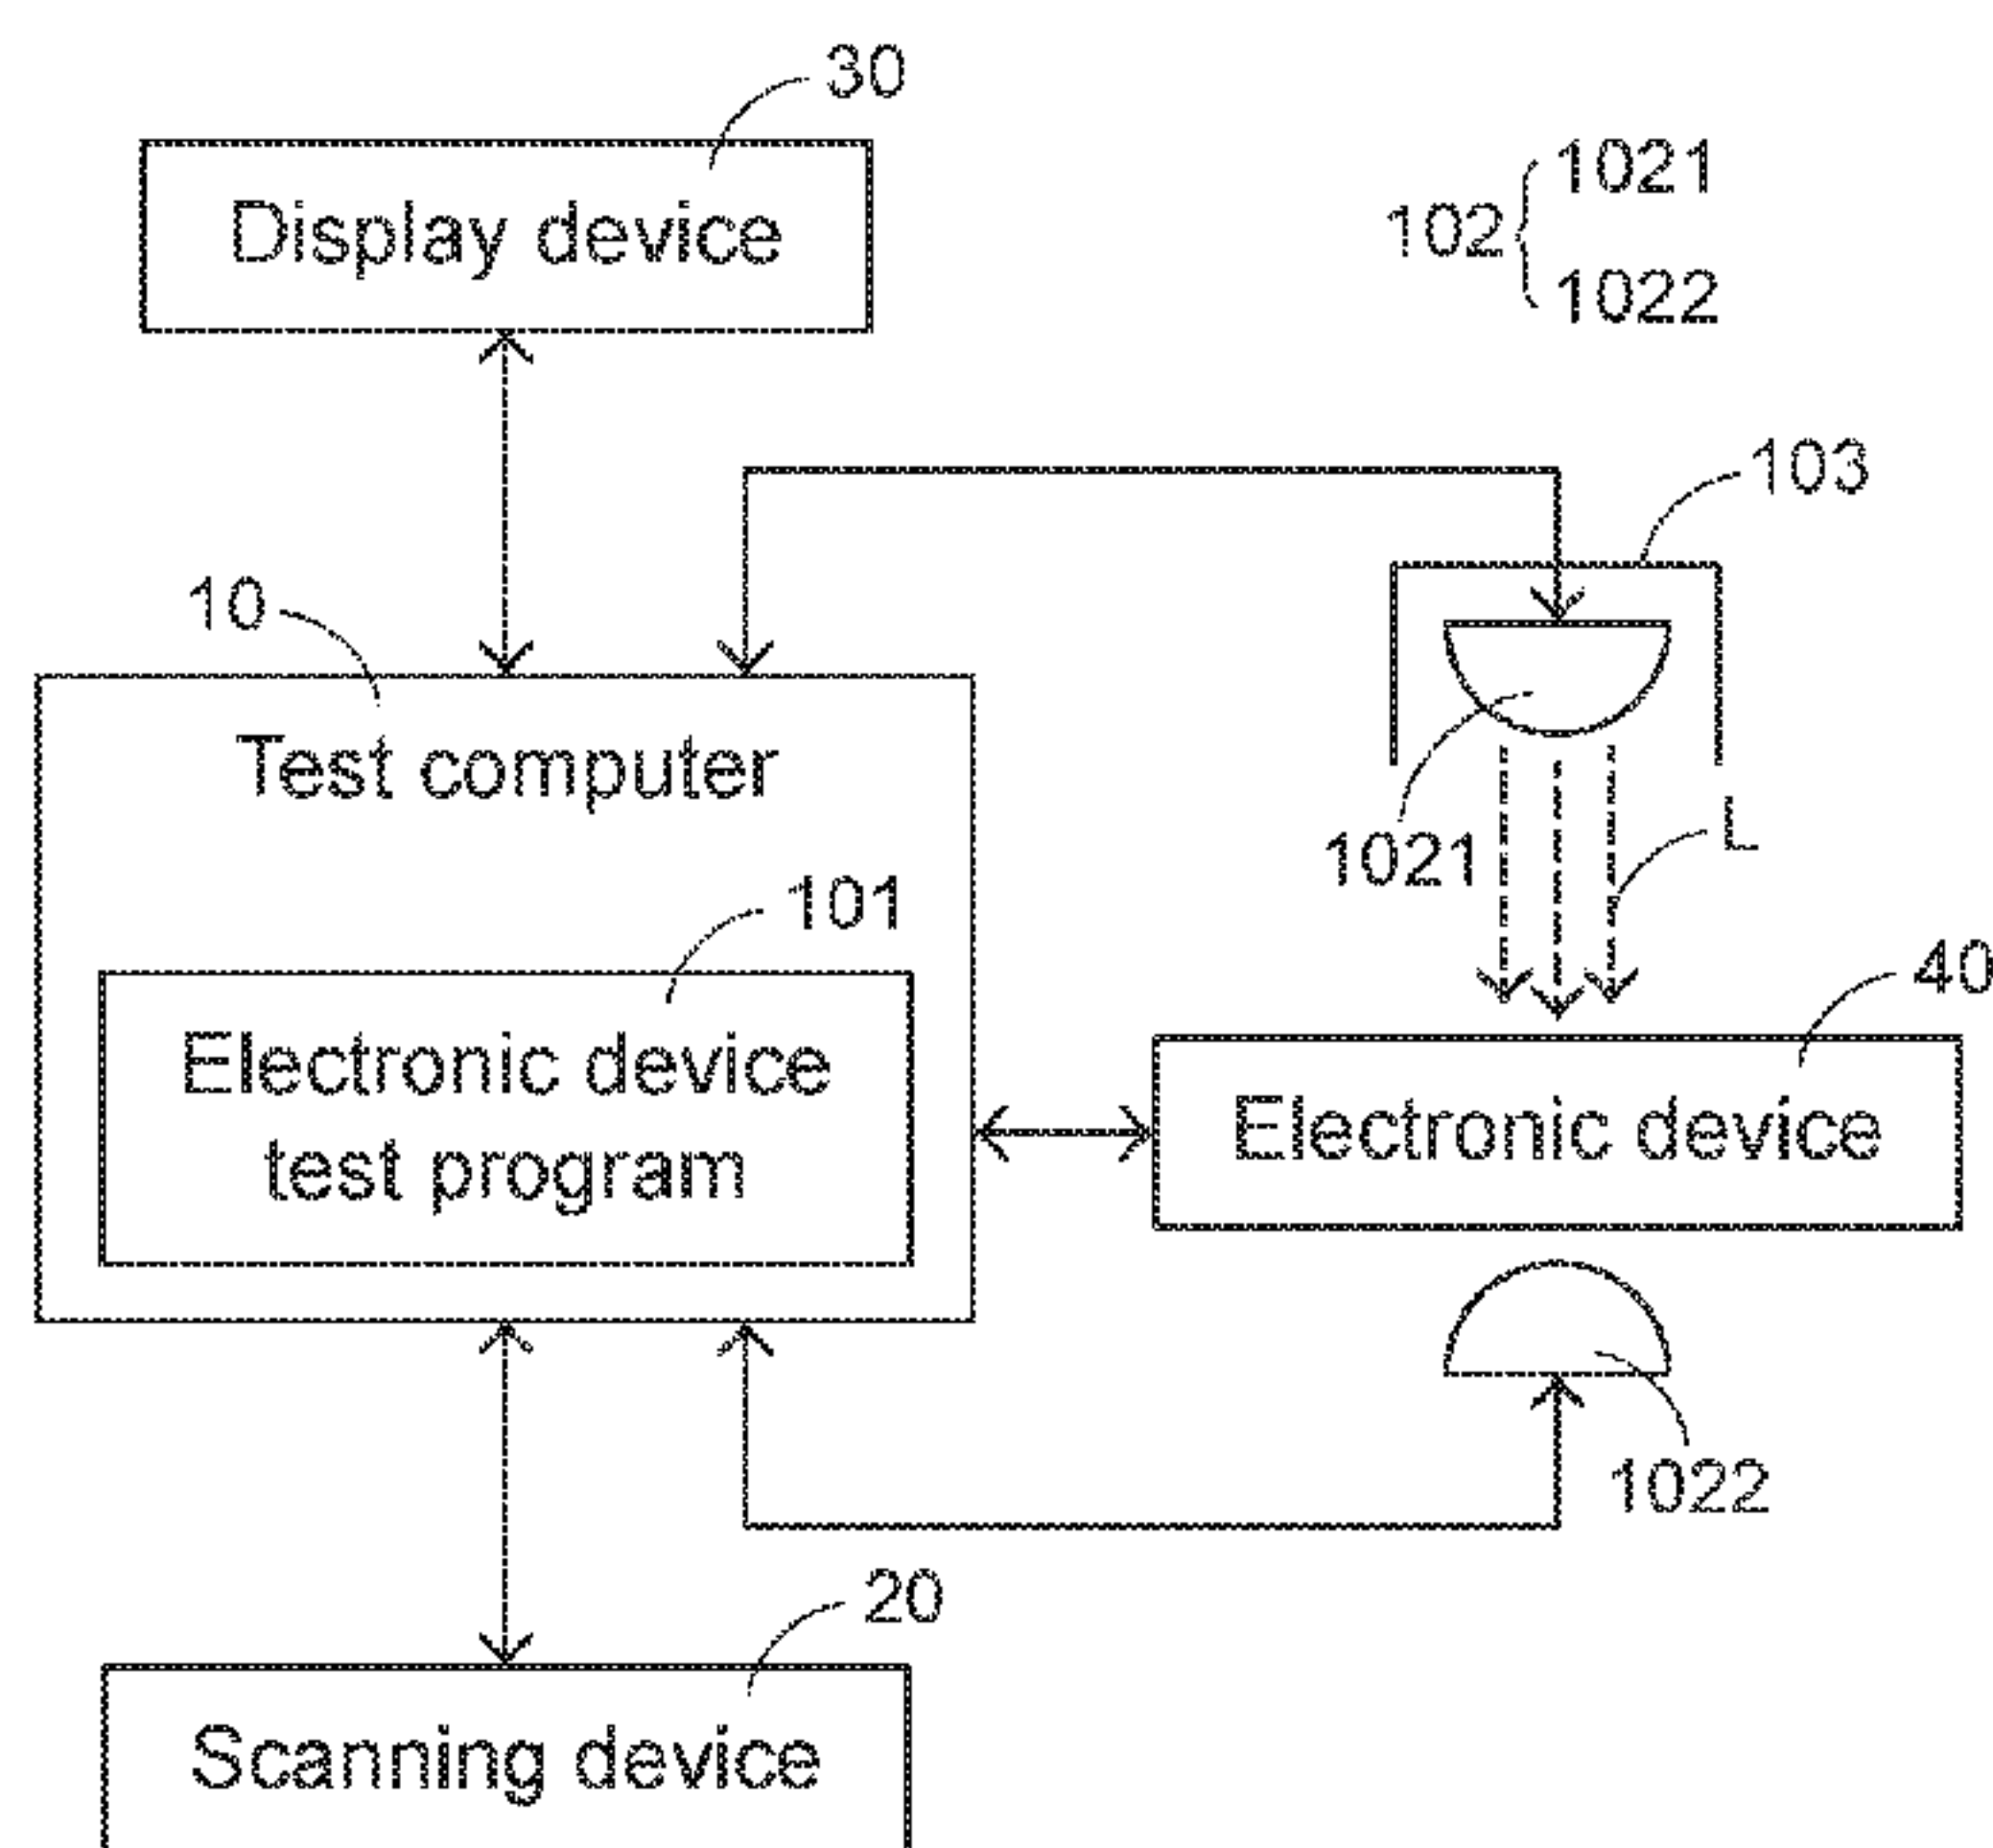 30
Display device
1021
102
1022
103
10
Test computer
1021
L
101
40
Electronic device
test program
Electronic device
1022
20
Scanning device